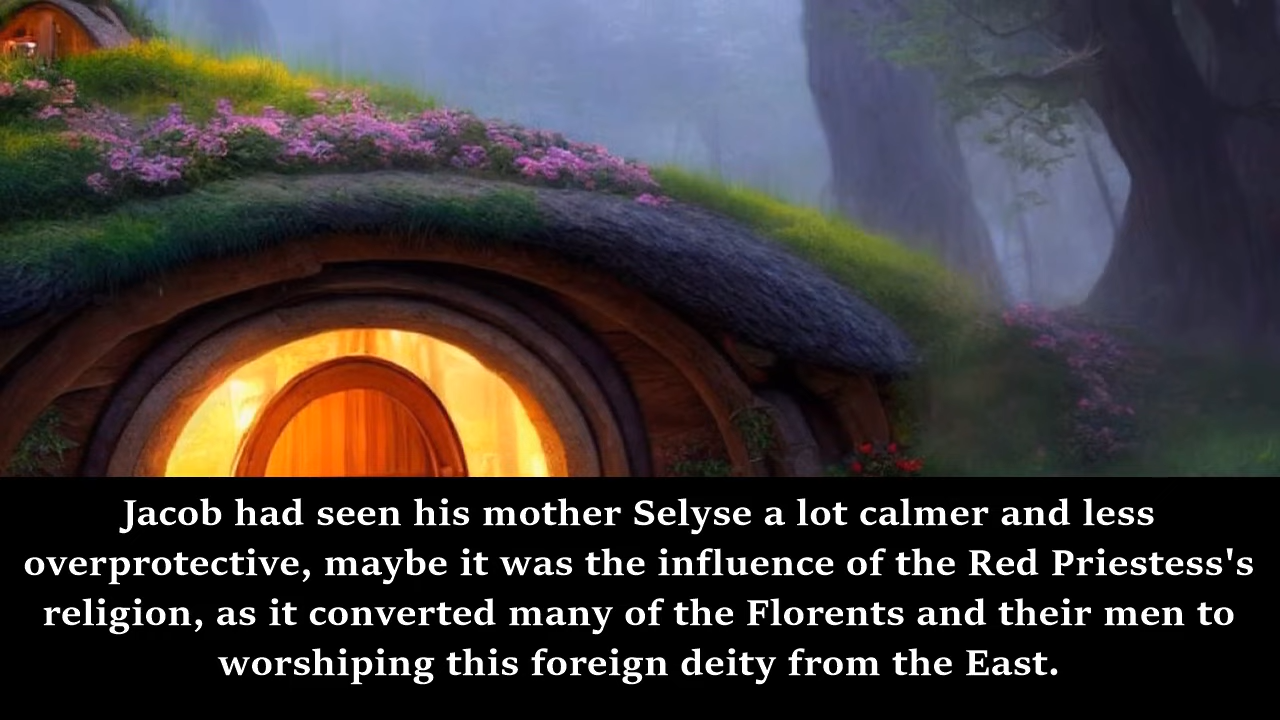 Jacob had seen his mother Selyse a lot calmer and less
overprotective, maybe it was the influence of the Red Priestess's
religion, as it converted many of the Florents and their men to
worshiping this foreign deity from the East.